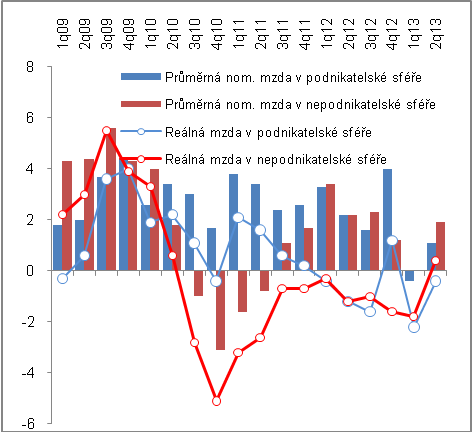 1q09 2q09 3q09 4q09 1q10 2q10 3q10 4q10 1q11 2q11 3q11 4q11 1q12 2q12 3q12 4q12 1q13 2q13
8
Průměrná nom. mzda v podnikatelské sféře
6
Průměrná nom. mzda v nepodnikatelské sféře
Reálná mzda v podnikatelské sféře
Reálná mzda v nepodnikatelské sféře
4
2
0
-2
-4
-6